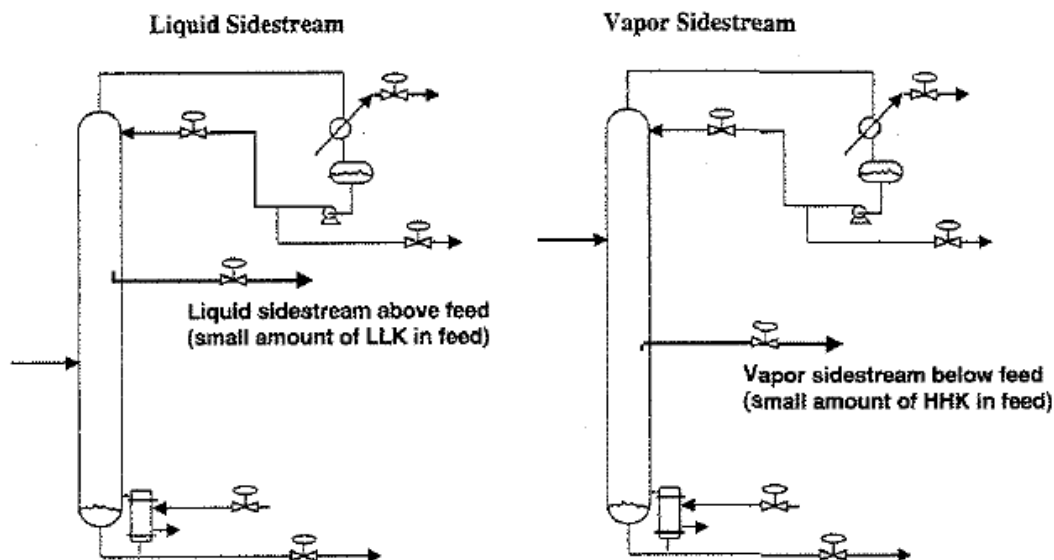 Liquid Sidestream
Vapor Sidestream
Liquid sidestream above feed
(small amount of LLK in feed)
Vapor sidestream below feed
(small amount of HHK in feed)